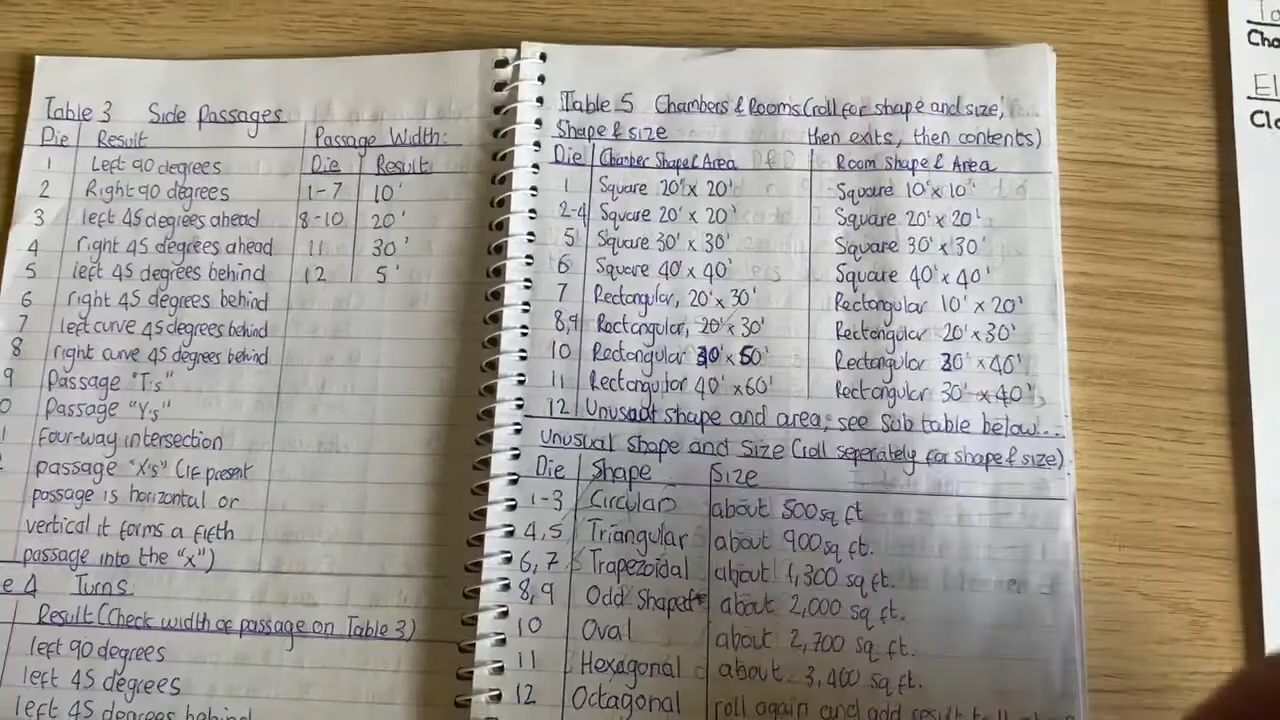 Table 3 Side Passages
Die Result Passage Width:
1 Left 90 degrees Die Result
2 Right 90 degrees 1-7 10'
3 left 45 degrees ahead 8-10 20'
4 right 45 degrees ahead 11 30'
5 left 45 degrees behind 12 5'
6 right 45 degrees behind
7 left curve 45 degrees behind
8 right curve 45 degrees behind
9 Passage "T's"
0 Passage "Y's"
1 Four-way intersection
passage "X's" (if present
passage is horizontal or
vertical it forms a fifth
passage into the "x")
e 4 Turns
Result (Check width of passage on Table 3)
left 90 degrees
left 45 degrees
left 45 degrees behind
Table 5 Chambers & Rooms (roll for shape and size,
Shape & size then exits, then contents)
Die Chamber Shape & Area Room Shape & Area
1 Square 20' x 20' Square 10' x 10'
2-4 Square 20' x 20' Square 20' x 20'
5 Square 30' x 30' Square 30' x 30'
6 Square 40' x 40' Square 40' x 40'
7 Rectangular, 20' x 30' Rectangular 10' x 20'
8,9 Rectangular, 20' x 30' Rectangular 20' x 30'
10 Rectangular 30' x 50' Rectangular 20' x 40'
11 Rectangular 40' x 60' Rectangular 30' x 40'
12 Unusual shape and area, see Sub table below...
Unusual Shape and Size (roll seperately for shape & size)
Die Shape Size
1-3 Circular about 500 sq ft
4,5 Triangular about 900 sq ft.
6,7 Trapezoidal about 1,300 sq ft.
8,9 Odd Shaped* about 2,000 sq ft.
10 Oval about 2,700 sq ft.
11 Hexagonal about 3,400 sq ft.
12 Octagonal roll again and add result to
Cha
El
Cl